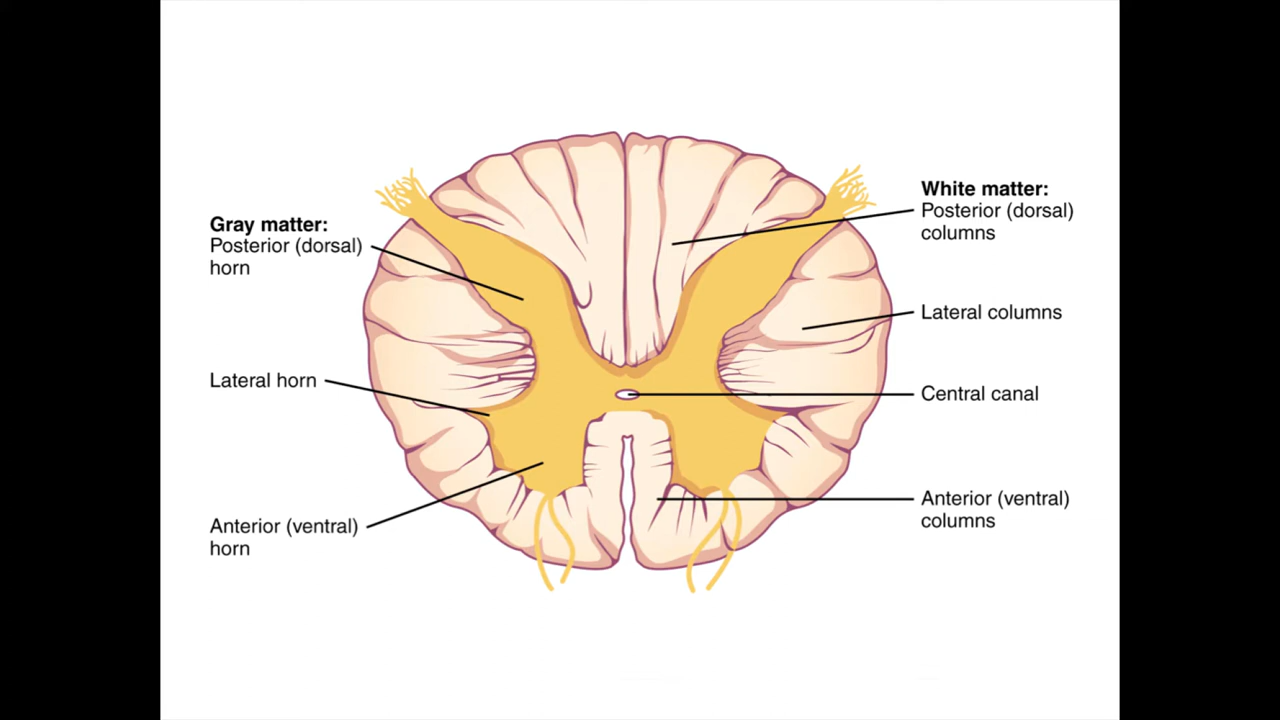 Gray matter:
Posterior (dorsal)
horn
Lateral horn
Anterior (ventral)
horn
White matter:
Posterior (dorsal)
columns
Lateral columns
Central canal
Anterior (ventral)
columns